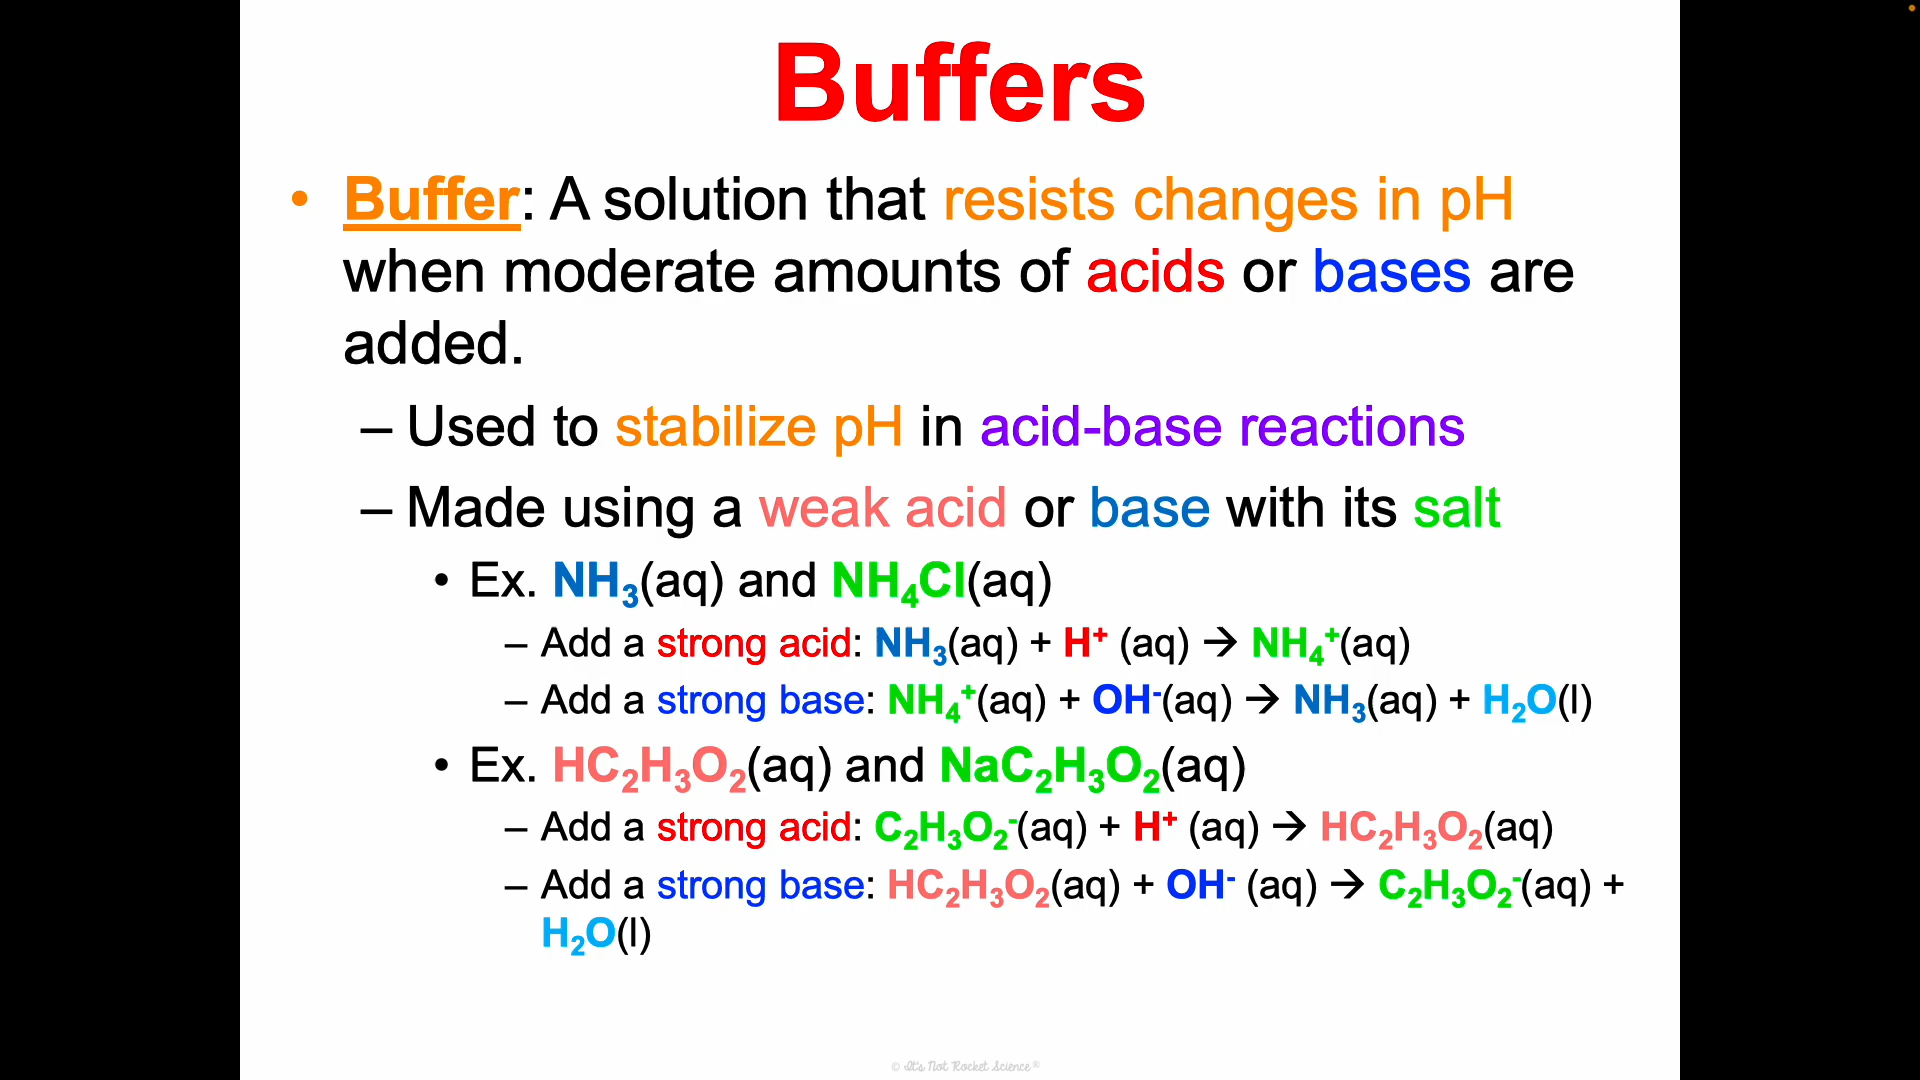 Buffers
• Buffer: A solution that resists changes in pH
when moderate amounts of acids or bases are
added.
– Used to stabilize pH in acid-base reactions
– Made using a weak acid or base with its salt
• Ex. NH₃(aq) and NH₄Cl(aq)
– Add a strong acid: NH₃(aq) + H⁺ (aq) → NH₄⁺(aq)
– Add a strong base: NH₄⁺(aq) + OH⁻(aq) → NH₃(aq) + H₂O(l)
• Ex. HC₂H₃O₂(aq) and NaC₂H₃O₂(aq)
– Add a strong acid: C₂H₃O₂⁻(aq) + H⁺ (aq) → HC₂H₃O₂(aq)
– Add a strong base: HC₂H₃O₂(aq) + OH⁻ (aq) → C₂H₃O₂⁻(aq) +
H₂O(l)
© It's Not Rocket Science®